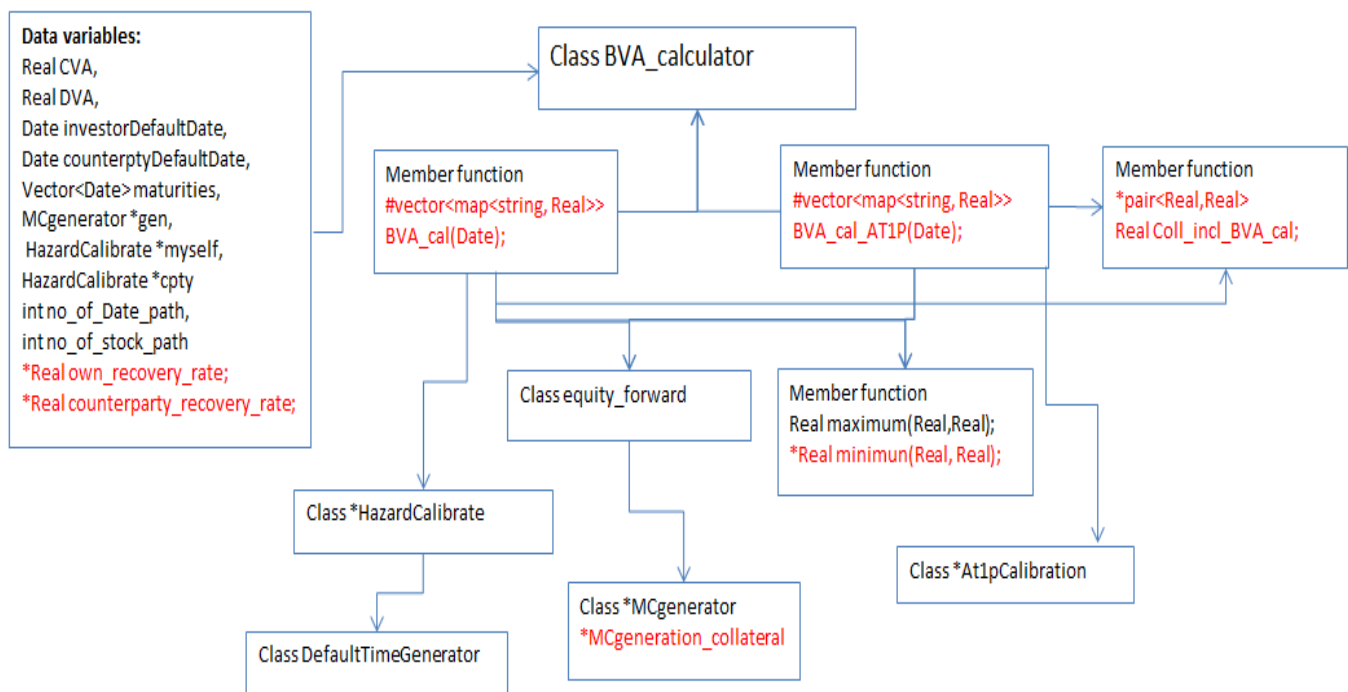 Data variables:
Real CVA,
Real DVA,
Date investorDefaultDate,
Date counterptyDefaultDate,
Vector<Date> maturities,
MCgenerator *gen,
HazardCalibrate *myself,
HazardCalibrate *cpty
int no_of_Date_path,
int no_of_stock_path
*Real own_recovery_rate;
*Real counterparty_recovery_rate;
Class BVA_calculator
Member function
#vector<map<string, Real>>
BVA_cal(Date);
Member function
#vector<map<string, Real>>
BVA_cal_AT1P(Date);
Member function
*pair<Real,Real>
Real Coll_incl_BVA_cal;
Class equity_forward
Member function
Real maximum(Real,Real);
*Real minimun(Real, Real);
Class *HazardCalibrate
Class *At1pCalibration
Class *MCgenerator
*MCgeneration_collateral
Class DefaultTimeGenerator